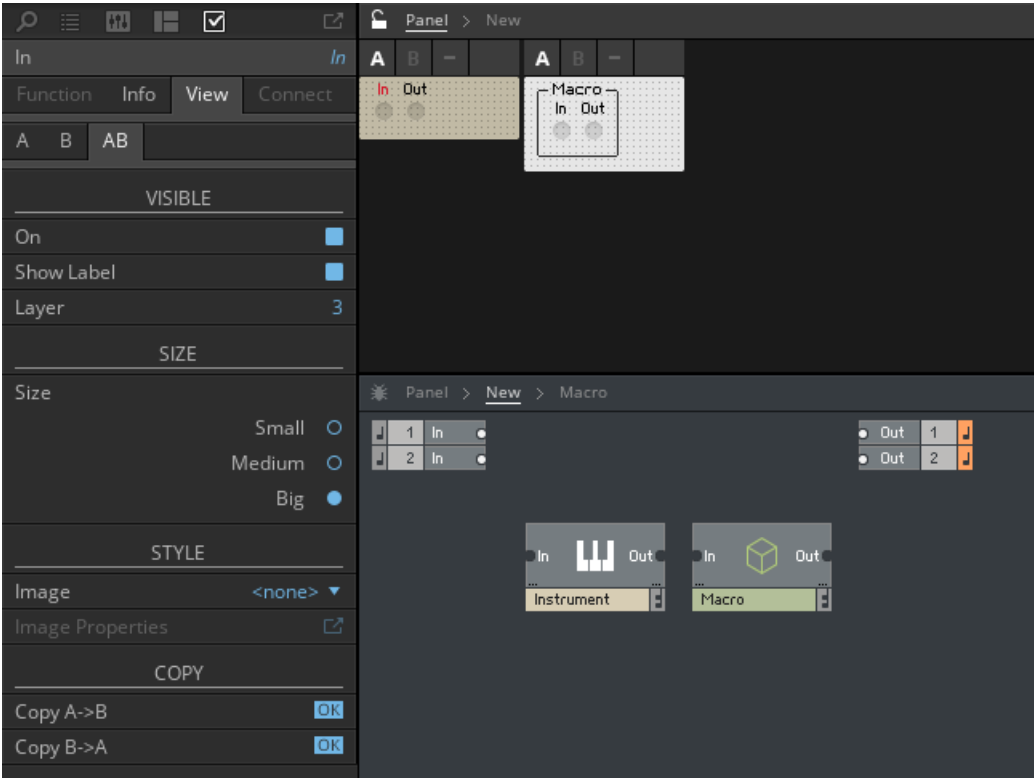 In In
Function Info View Connect
A B AB
VISIBLE
On
Show Label
Layer 3
SIZE
Size
Small
Medium
Big
STYLE
Image <none>
Image Properties
COPY
Copy A->B OK
Copy B->A OK
Panel > New
A B –
In Out
A B –
Macro
In Out
Panel > New > Macro
1 In
2 In
Out 1
Out 2
In Out
...  ...
Instrument
In Out
...  ...
Macro